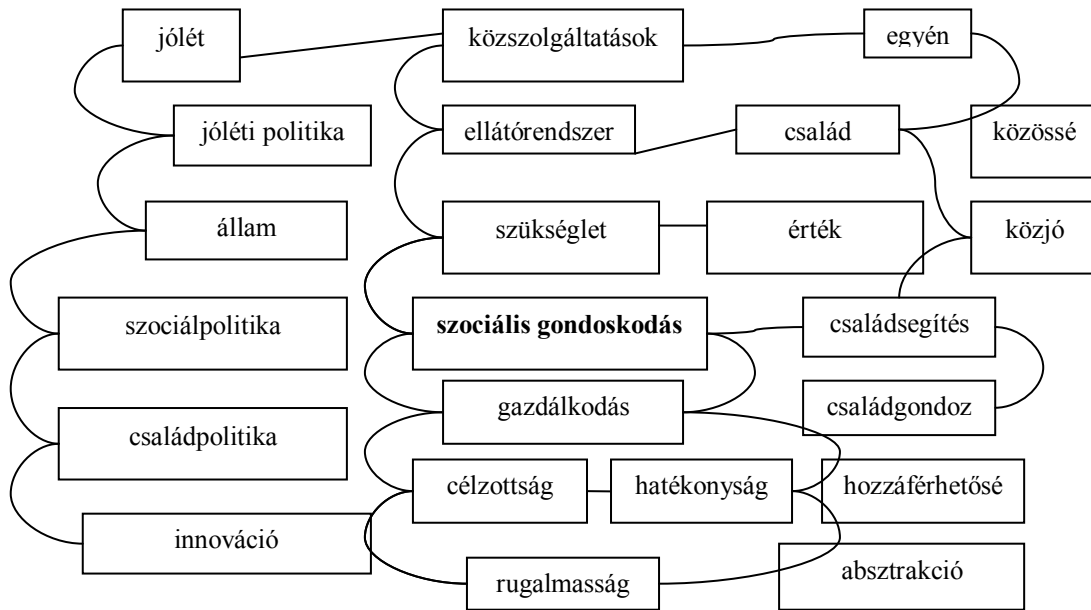 jólét
közszolgáltatások
egyén
jóléti politika
ellátórendszer
család
közössé
állam
szükséglet
érték
közjó
szociálpolitika
szociális gondoskodás
családsegítés
gazdálkodás
családgondoz
családpolitika
célzottság
hatékonyság
hozzáférhetősé
innováció
rugalmasság
absztrakció